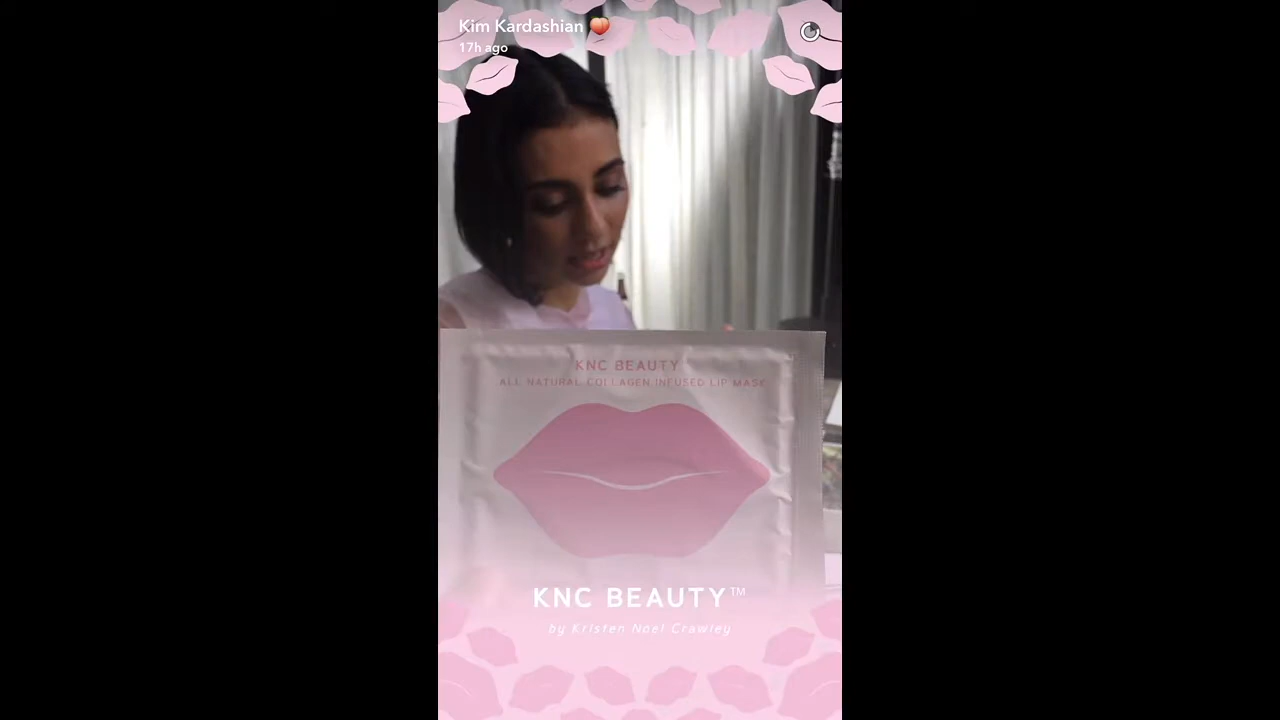 Kim Kardashian 🍑
17h ago
KNC BEAUTY
ALL NATURAL COLLAGEN INFUSED LIP MASK
KNC BEAUTY™
by Kristen Noel Crawley